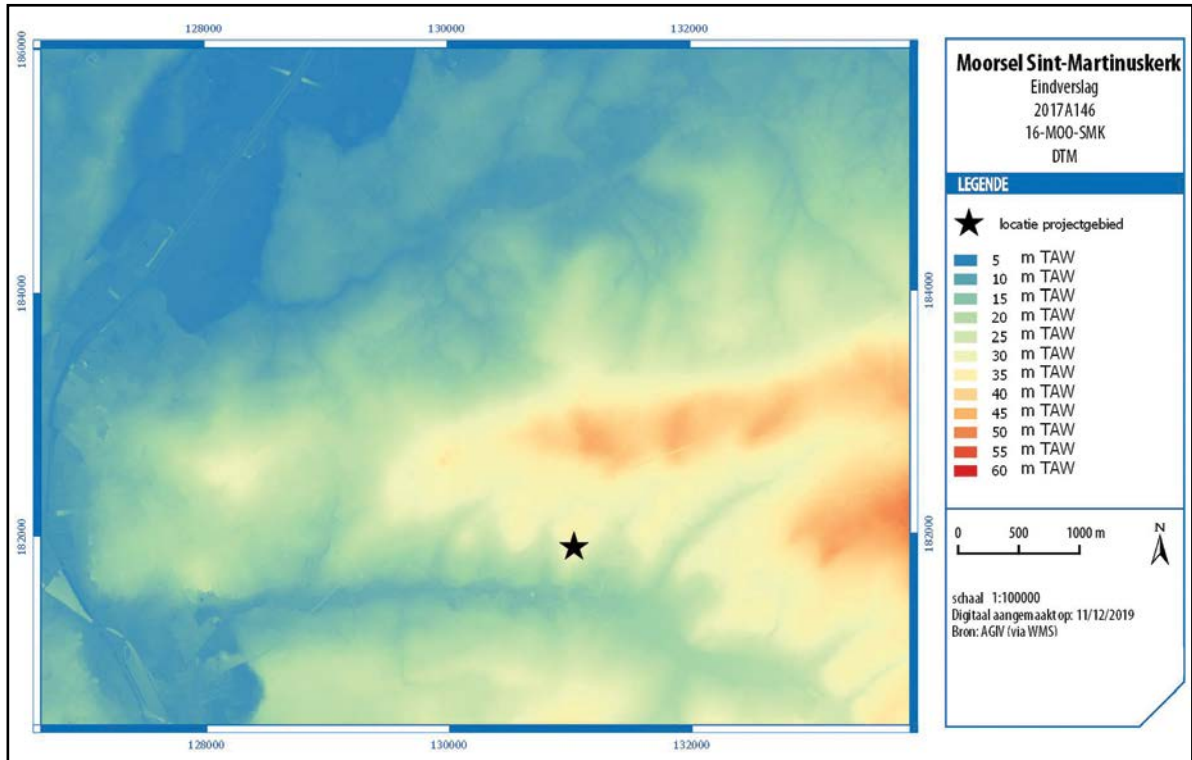 128000 130000 132000
186000
184000 184000
182000 182000
128000 130000 132000
Moorsel Sint-Martinuskerk
Eindverslag
2017A146
16-MOO-SMK
DTM
LEGENDE
locatie projectgebied
5 m TAW
10 m TAW
15 m TAW
20 m TAW
25 m TAW
30 m TAW
35 m TAW
40 m TAW
45 m TAW
50 m TAW
55 m TAW
60 m TAW
0 500 1000 m
N
schaal 1:100000
Digitaal aangemaakt op: 11/12/2019
Bron: AGIV (via WMS)